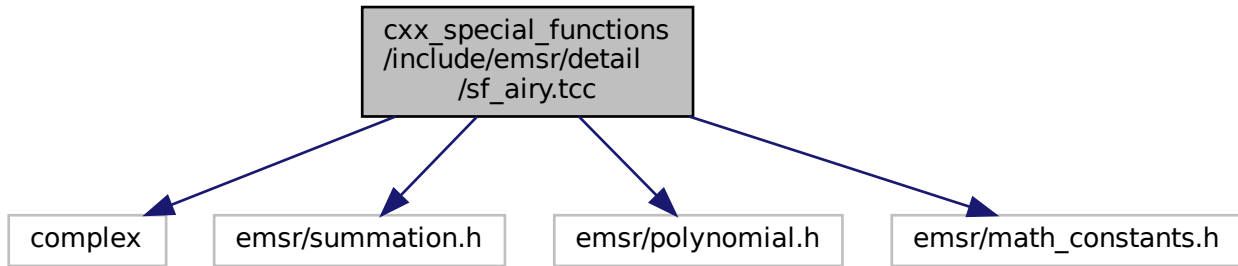 cxx_special_functions
/include/emsr/detail
/sf_airy.tcc
complex
emsr/summation.h
emsr/polynomial.h
emsr/math_constants.h